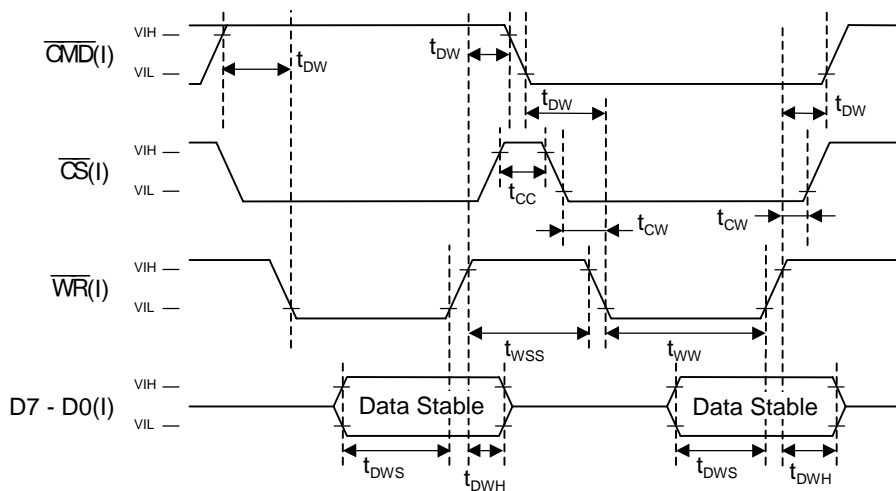 CMD(I) VIH VIL
tDW tDW tDW tDW
CS(I) VIH VIL
tCC tCW tCW
WR(I) VIH VIL
tWSS tWW
D7 - D0(I) VIH VIL
Data Stable Data Stable
tDWS tDWH tDWS tDWH